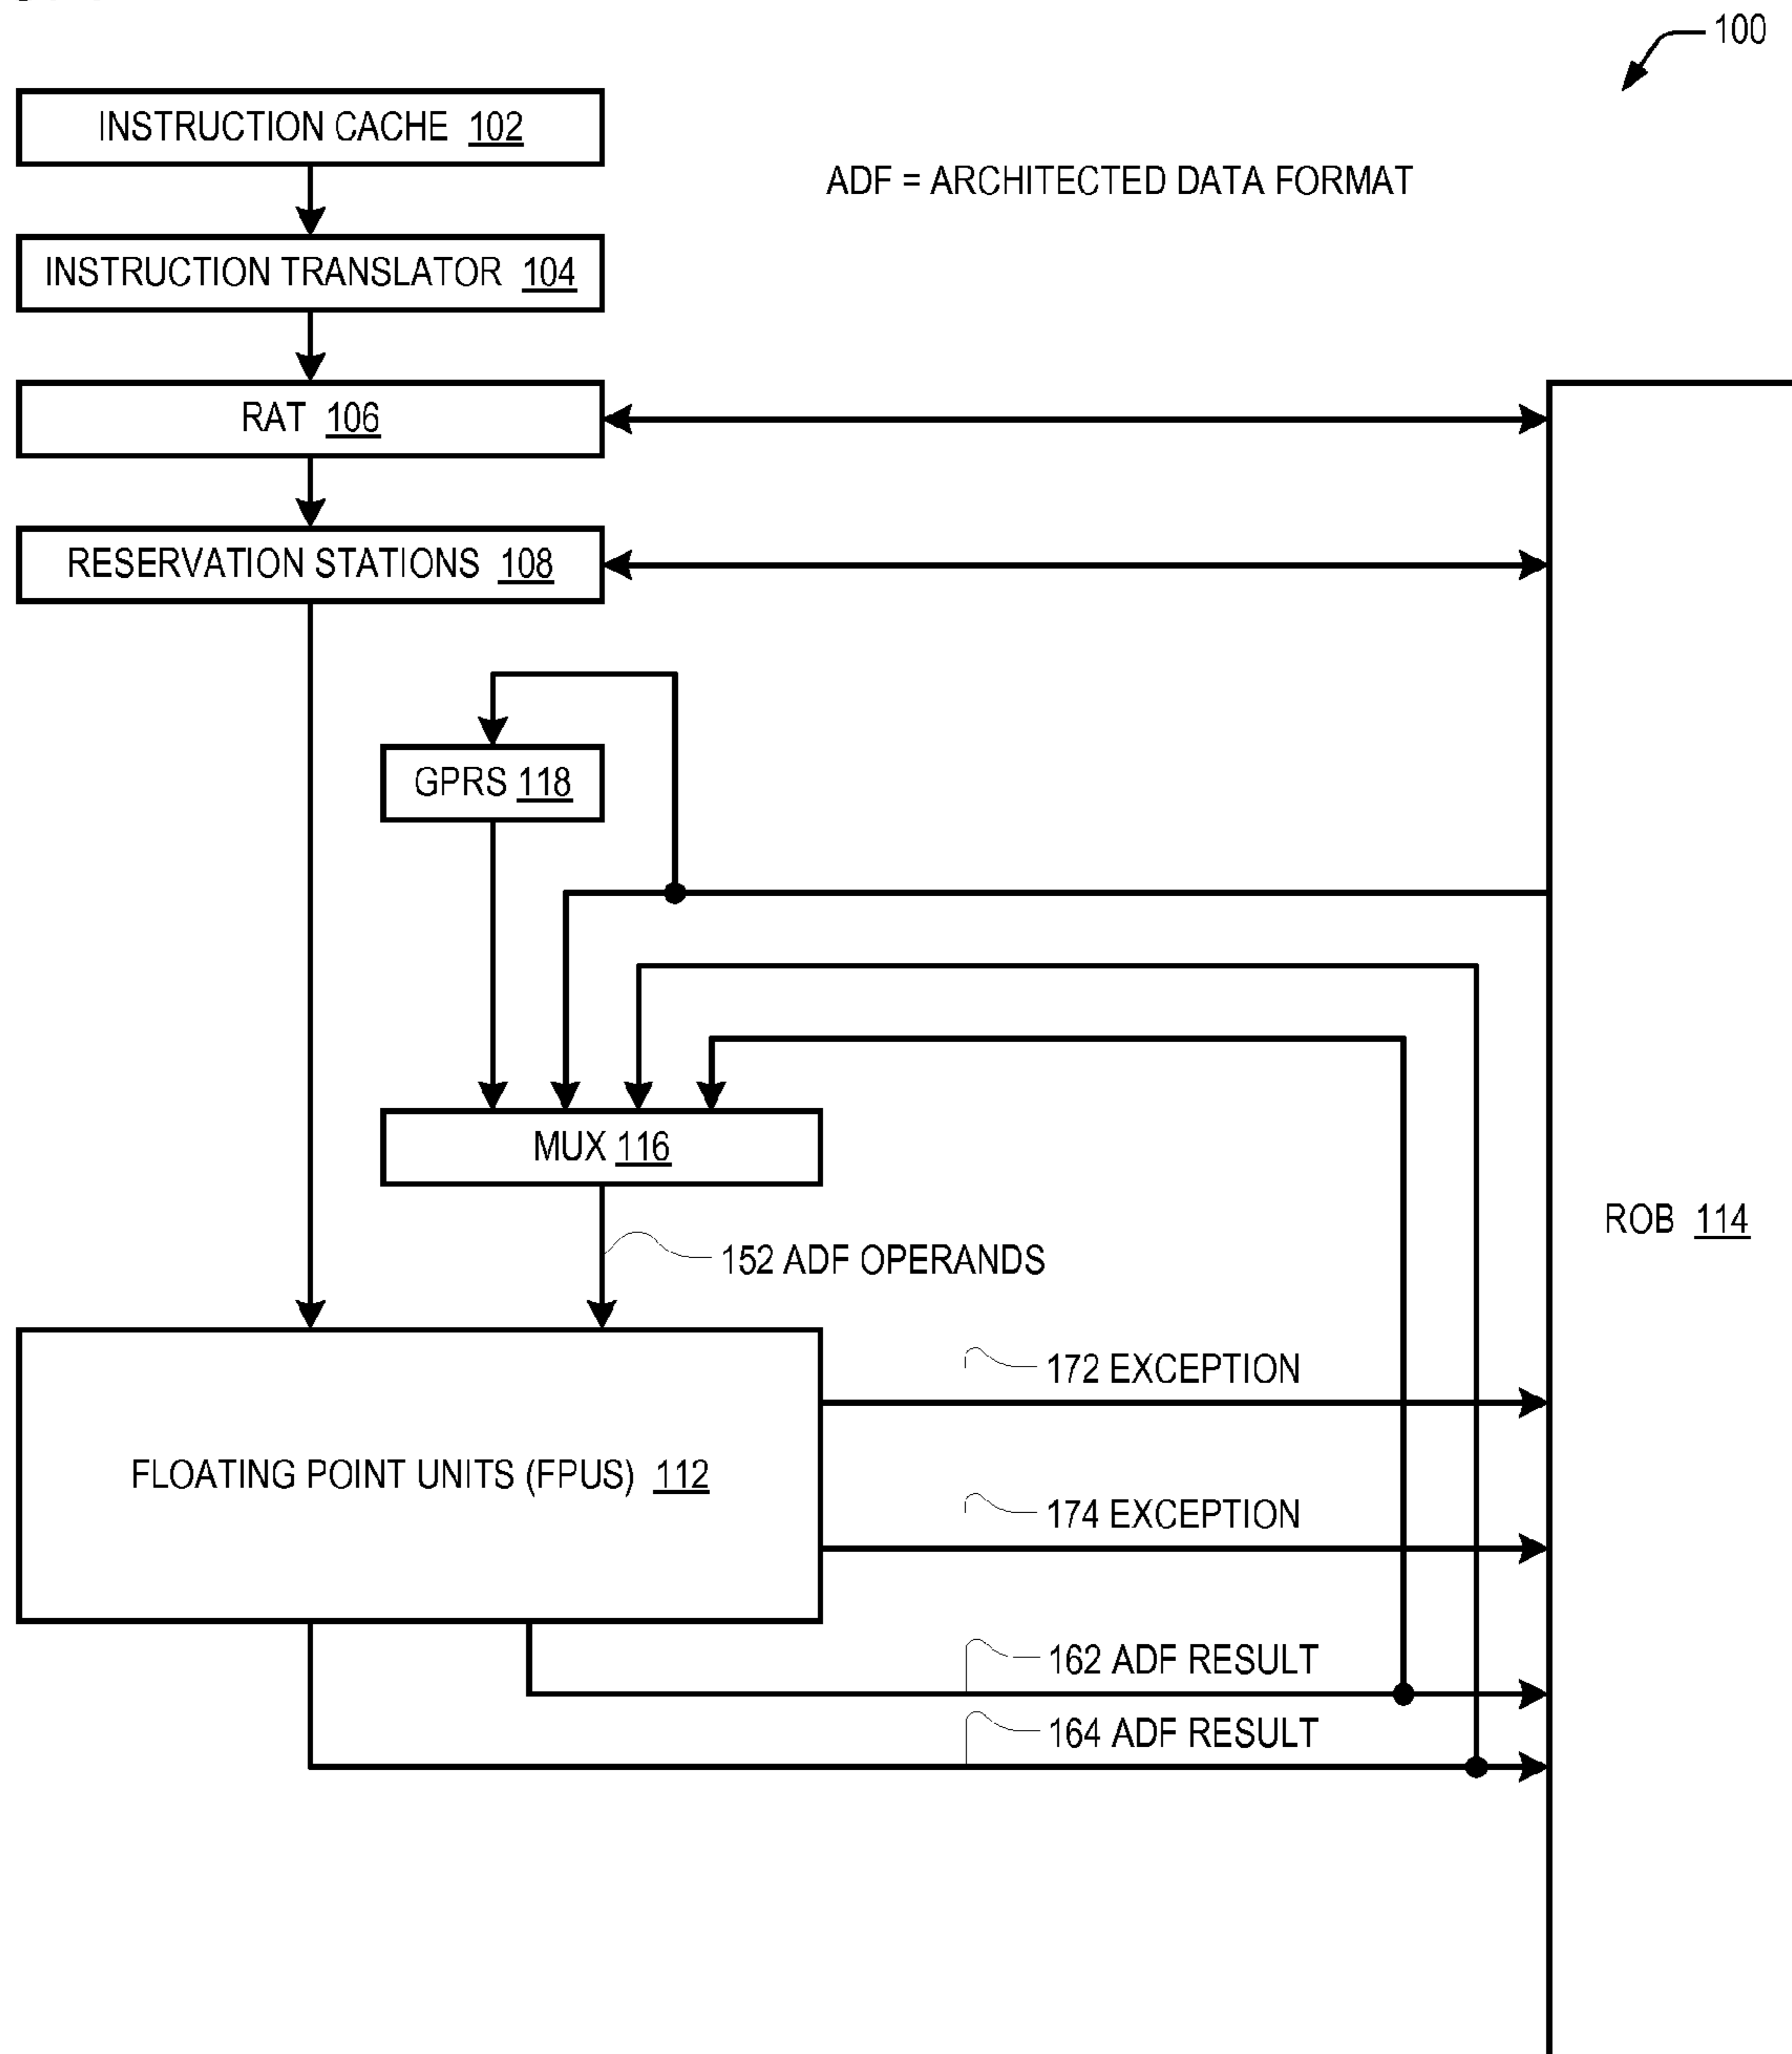 100
INSTRUCTION CACHE 102
ADF = ARCHITECTED DATA FORMAT
INSTRUCTION TRANSLATOR 104
RAT 106
RESERVATION STATIONS 108
GPRS 118
MUX 116
ROB 114
152 ADF OPERANDS
172 EXCEPTION
FLOATING POINT UNITS (FPUS) 112
174 EXCEPTION
162 ADF RESULT
164 ADF RESULT